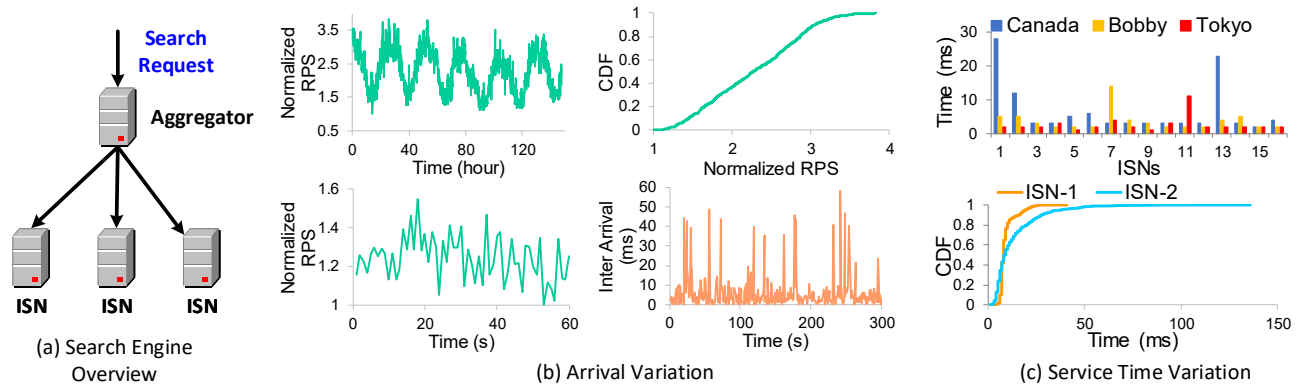 Search
Request
Aggregator
ISN
ISN
ISN
(a) Search Engine
Overview
Normalized
RPS
3.5
2.5
1.5
0.5
0
40
80
120
Time (hour)
CDF
1
0.8
0.6
0.4
0.2
0
1
2
3
4
Normalized RPS
Normalized
RPS
1.6
1.4
1.2
1
0
20
40
60
Time (s)
Inter Arrival
(ms)
60
50
40
30
20
10
0
0
100
200
300
Time (s)
(b) Arrival Variation
Canada
Bobby
Tokyo
Time (ms)
30
20
10
0
1
3
5
7
9
11
13
15
ISNs
ISN-1
ISN-2
CDF
1
0.8
0.6
0.4
0.2
0
0
50
100
150
Time (ms)
(c) Service Time Variation